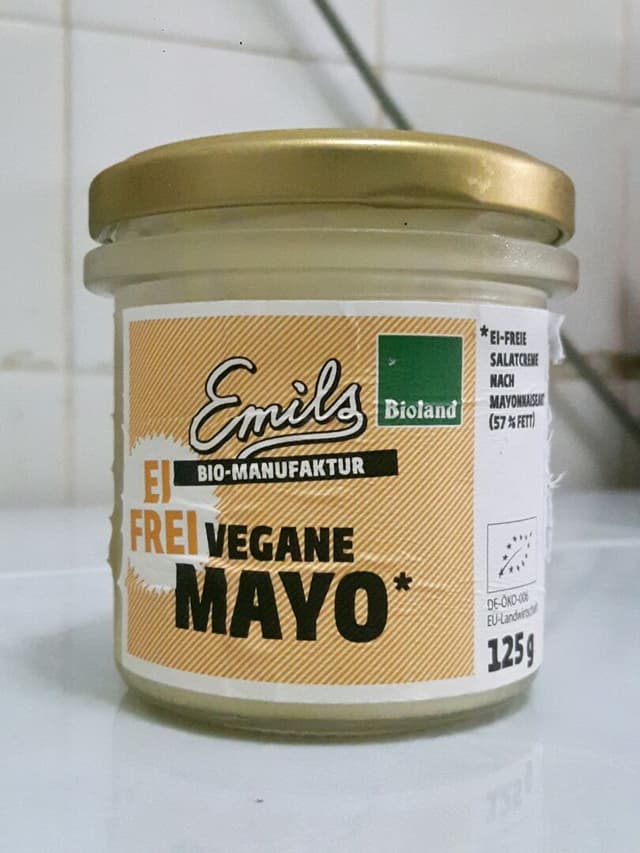 Emils
BIO-MANUFAKTUR
Bioland
EI
FREI
VEGANE
MAYO*
*EI-FREIE
SALATCREME
NACH
MAYONNAISEART
(57 % FETT)
DE-ÖKO-006
EU-Landwirtschaft
125 g